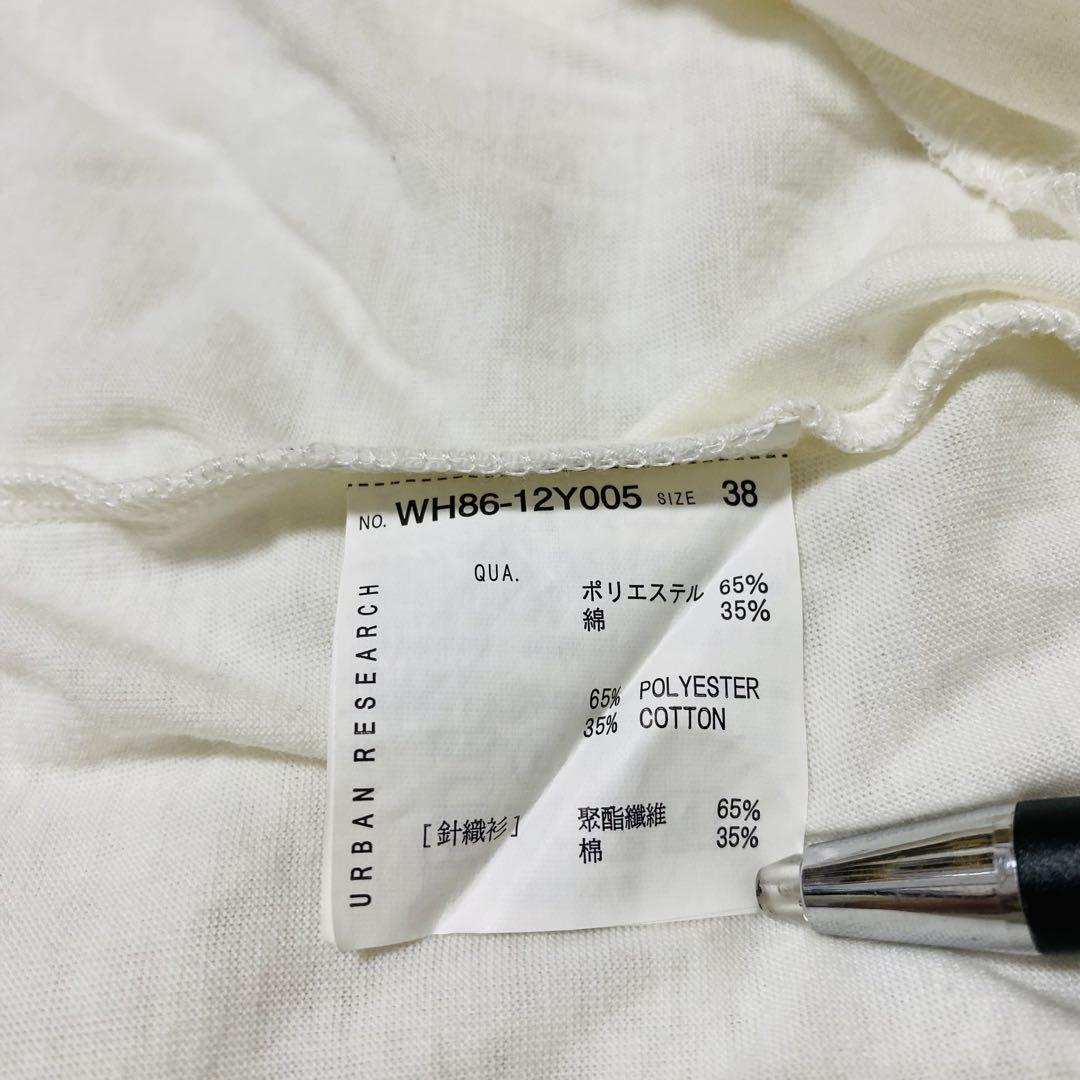 NO. WH86-12Y005 SIZE 38
QUA.
ポリエステル 65%
綿 35%
65% POLYESTER
35% COTTON
[針織衫] 聚酯纖維 65%
棉 35%
URBAN RESEARCH